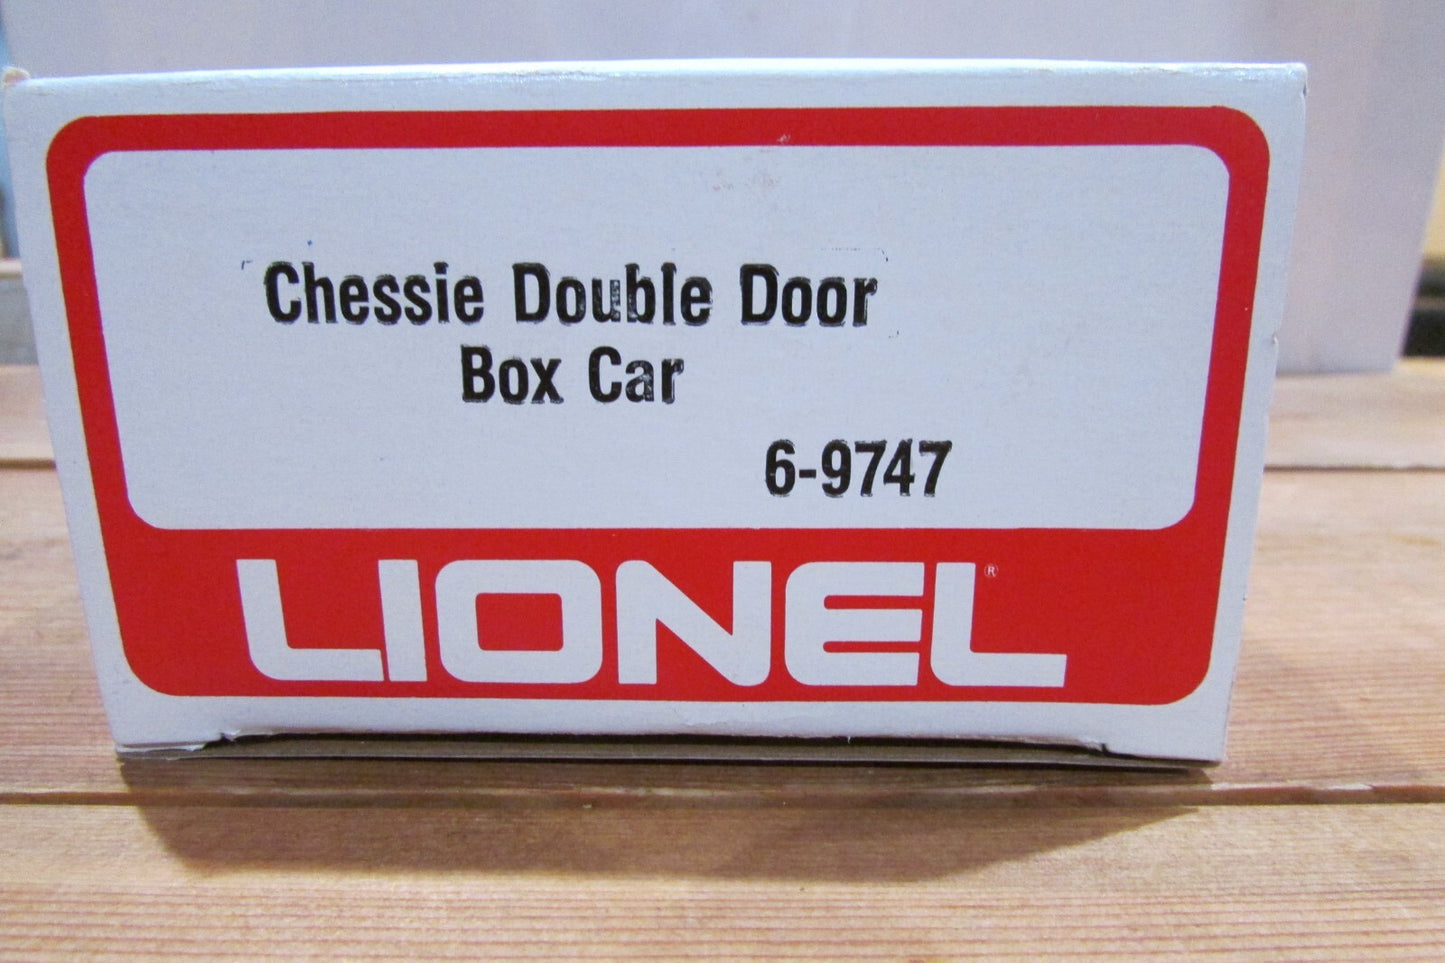 Chessie Double Door
Box Car
6-9747
LIONEL®